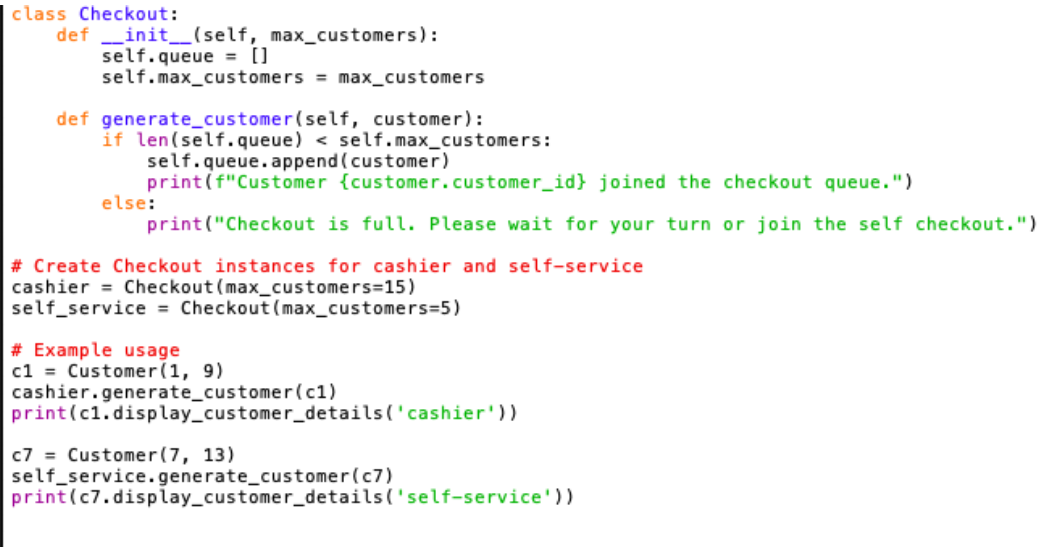 class Checkout:
    def __init__(self, max_customers):
        self.queue = []
        self.max_customers = max_customers

    def generate_customer(self, customer):
        if len(self.queue) < self.max_customers:
            self.queue.append(customer)
            print(f"Customer {customer.customer_id} joined the checkout queue.")
        else:
            print("Checkout is full. Please wait for your turn or join the self checkout.")

# Create Checkout instances for cashier and self-service
cashier = Checkout(max_customers=15)
self_service = Checkout(max_customers=5)

# Example usage
c1 = Customer(1, 9)
cashier.generate_customer(c1)
print(c1.display_customer_details('cashier'))

c7 = Customer(7, 13)
self_service.generate_customer(c7)
print(c7.display_customer_details('self-service'))